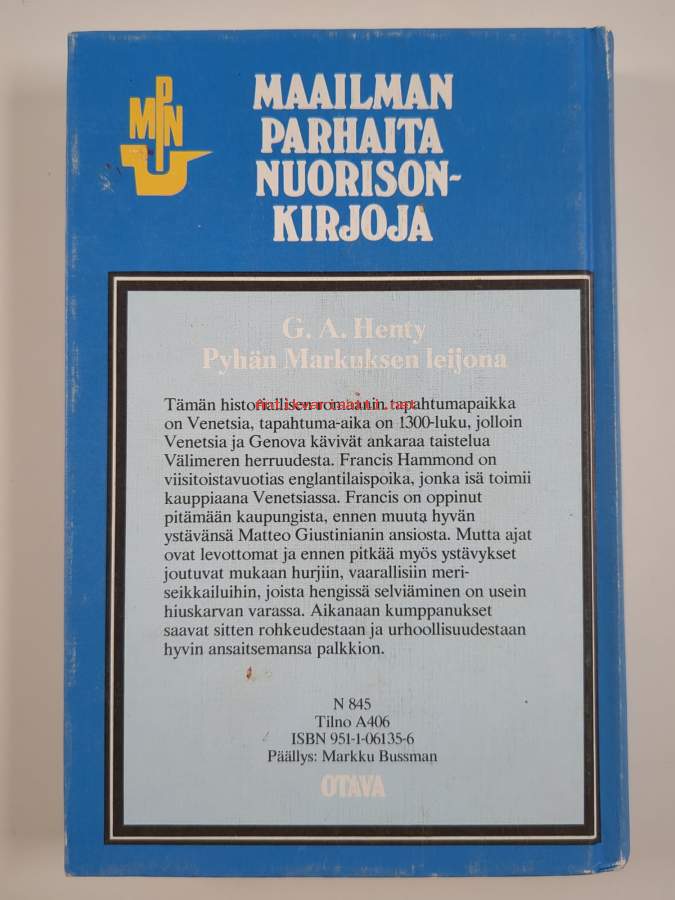 MPN
MAAILMAN
PARHAITA
NUORISON-
KIRJOJA
G. A. Henty
Pyhän Markuksen leijona
Tämän historiallisen romaanin tapahtumapaikka
on Venetsia, tapahtuma-aika on 1300-luku, jolloin
Venetsia ja Genova kävivät ankaraa taistelua
Välimeren herruudesta. Francis Hammond on
viisitoistavuotias englantilaispoika, jonka isä toimii
kauppiaana Venetsiassa. Francis on oppinut
pitämään kaupungista, ennen muuta hyvän
ystävänsä Matteo Giustinianin ansiosta. Mutta ajat
ovat levottomat ja ennen pitkää myös ystävykset
joutuvat mukaan hurjiin, vaarallisiin meri-
seikkailuihin, joista hengissä selviäminen on usein
hiuskarvan varassa. Aikanaan kumppanukset
saavat sitten rohkeudestaan ja urhoollisuudestaan
hyvin ansaitsemansa palkkion.
N 845
Tilno A406
ISBN 951-1-06135-6
Päällys: Markku Bussman
OTAVA